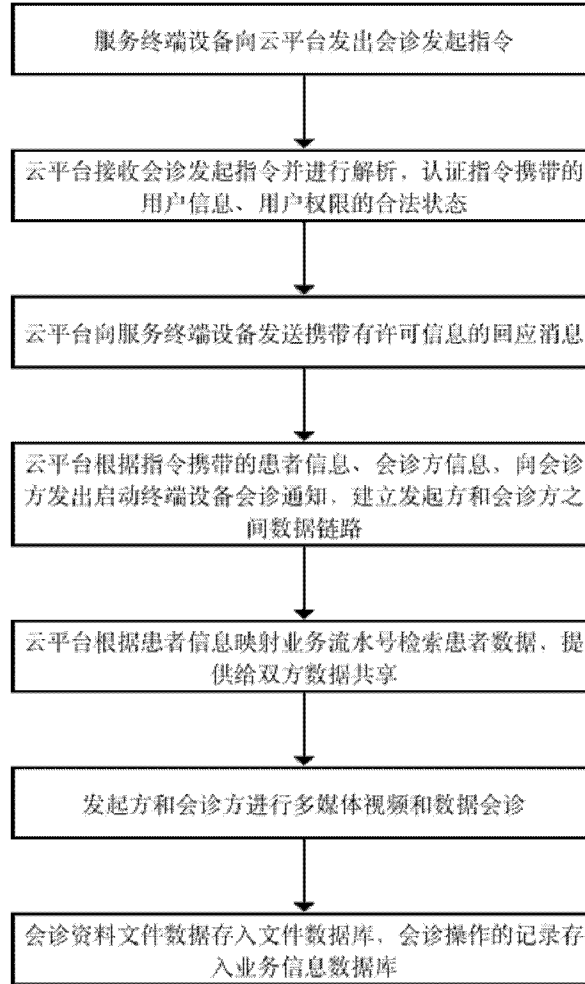 服务终端设备向云平台发出会诊发起指令
云平台接收会诊发起指令并进行解析，认证指令携带的
用户信息、用户权限的合法状态
云平台向服务终端设备发送携带有许可信息的回应消息
云平台根据指令携带的患者信息、会诊方信息，向会诊
方发出启动终端设备会诊通知，建立发起方和会诊方之
间数据链路
云平台根据患者信息映射业务流水号检索患者数据，提
供给双方数据共享
发起方和会诊方进行多媒体视频和数据会诊
会诊资料文件数据存入文件数据库，会诊操作的记录存
入业务信息数据库